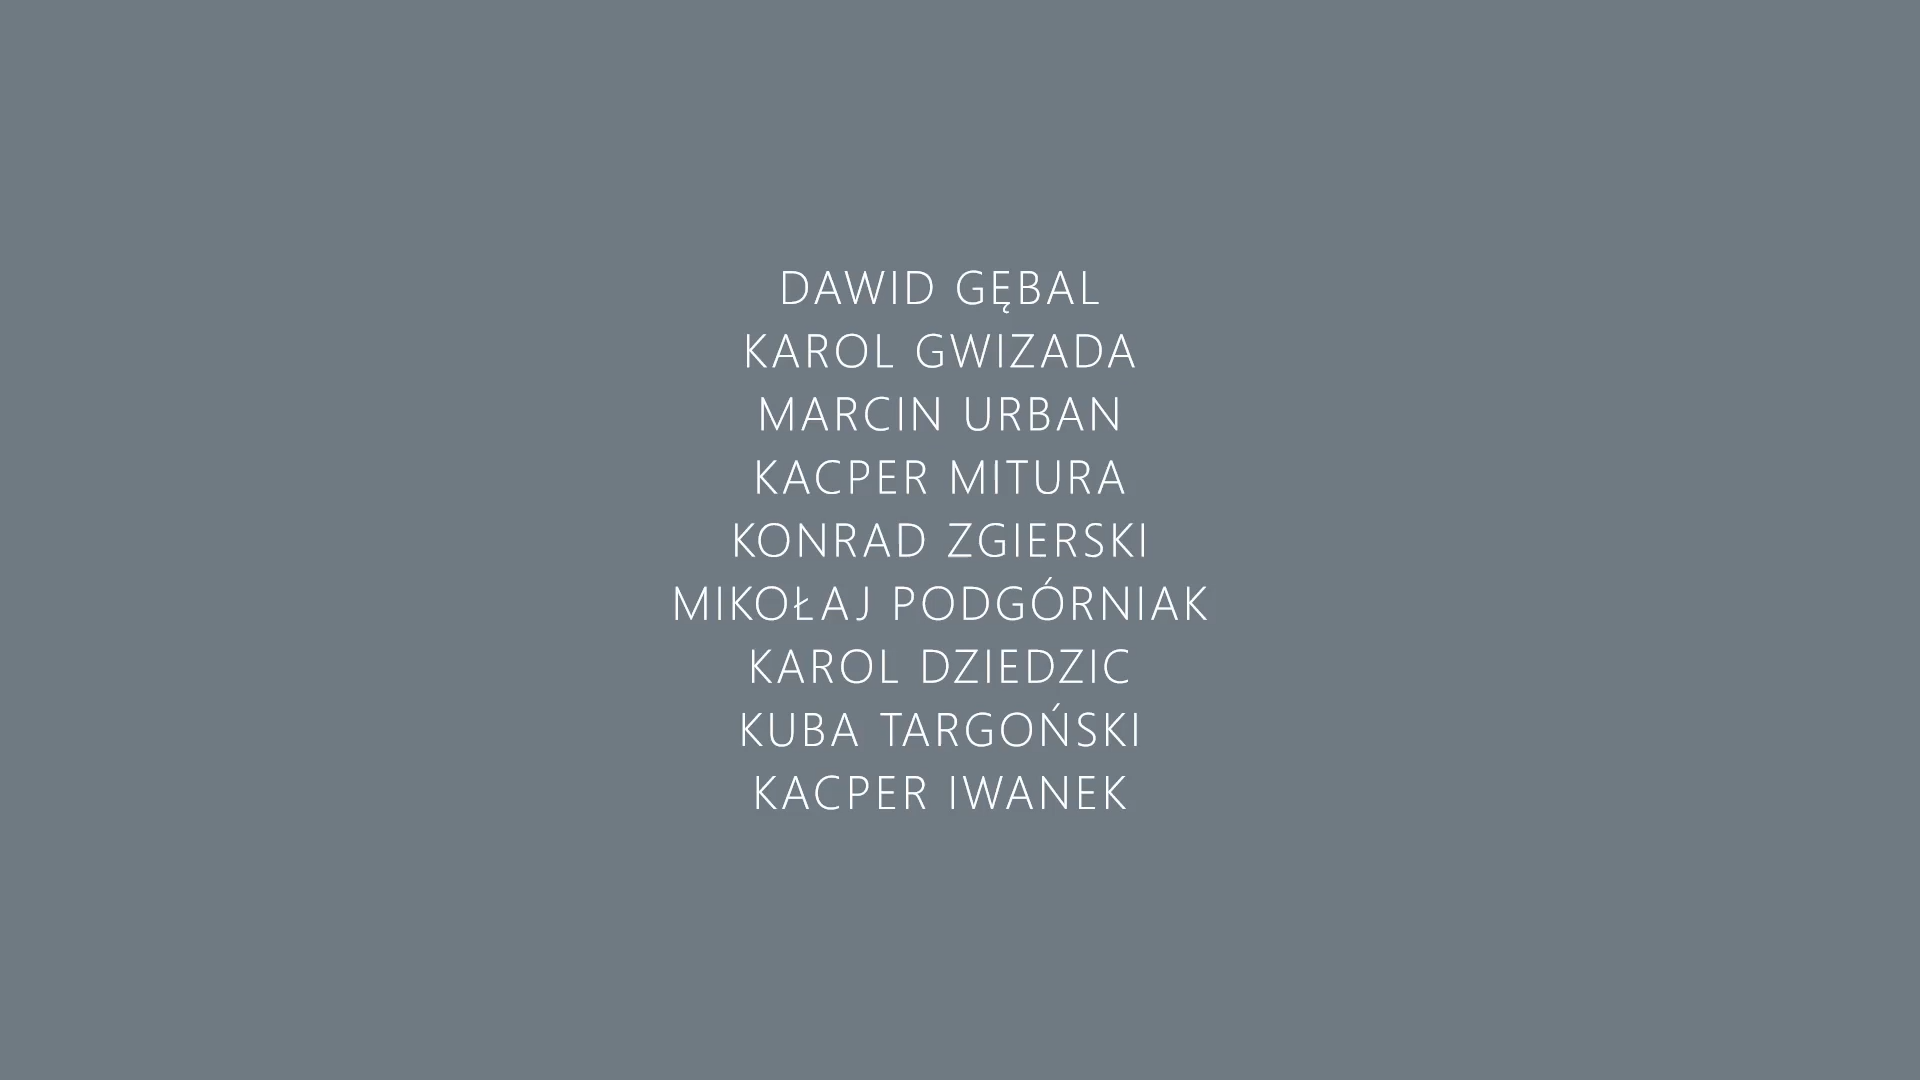 DAWID GĘBAL
KAROL GWIZADA
MARCIN URBAN
KACPER MITURA
KONRAD ZGIERSKI
MIKOŁAJ PODGÓRNIAK
KAROL DZIEDZIC
KUBA TARGOŃSKI
KACPER IWANEK